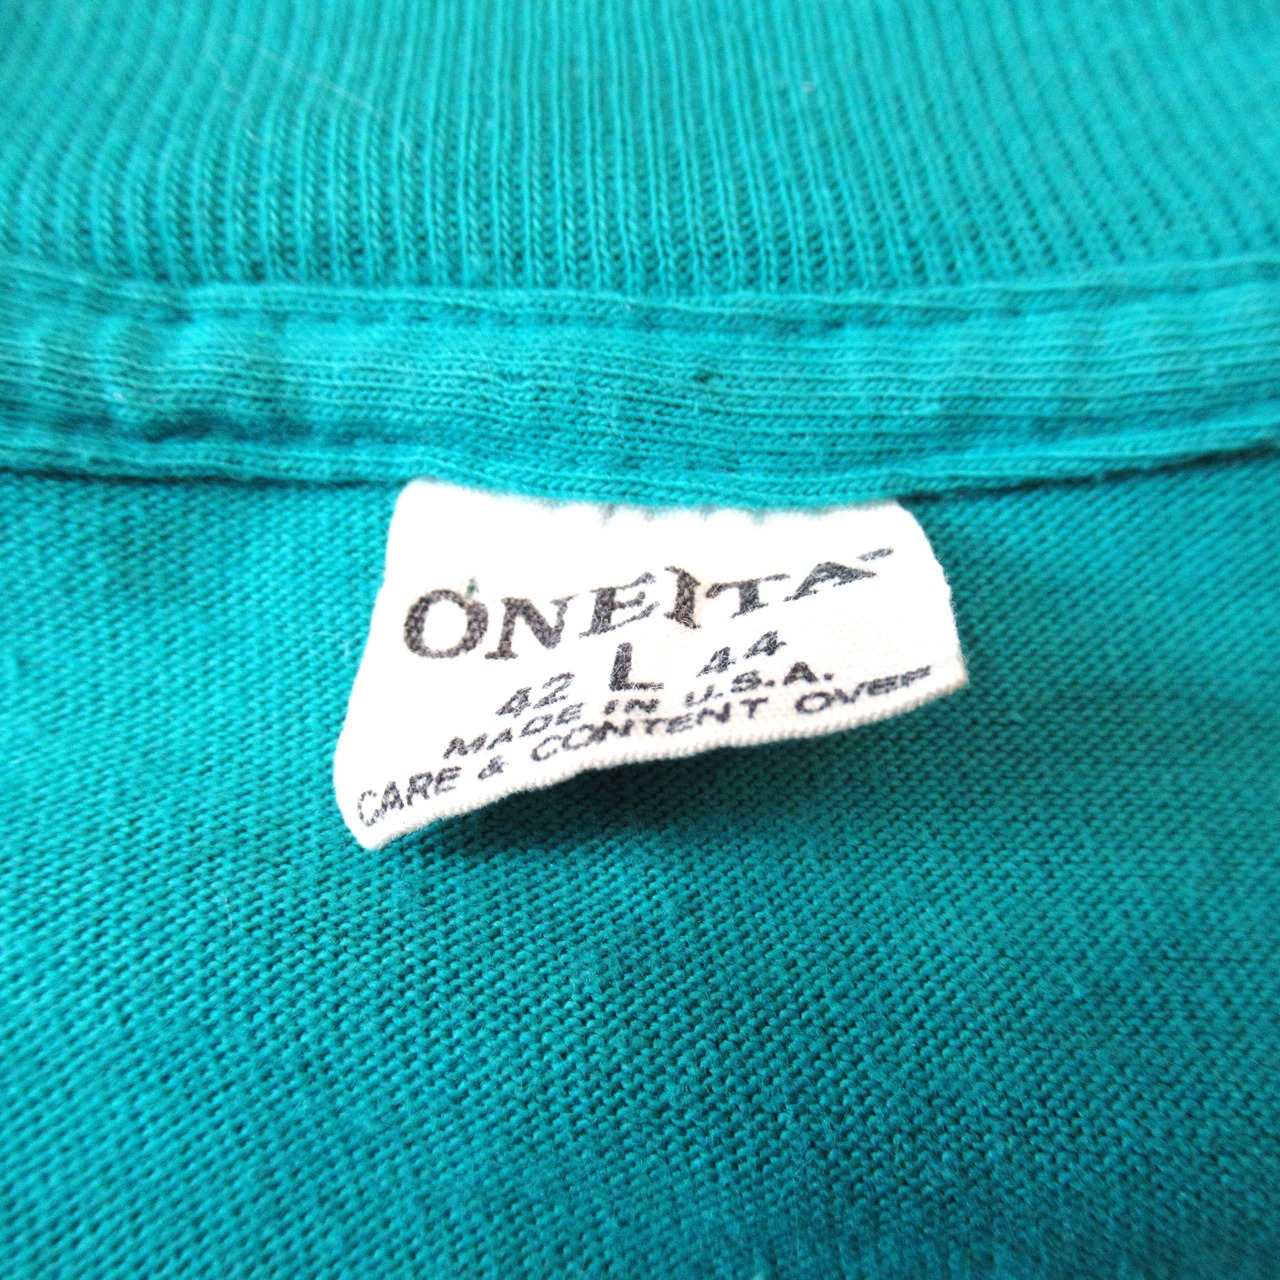 ONEITA
42 L 44
MADE IN U.S.A.
CARE & CONTENT OVER